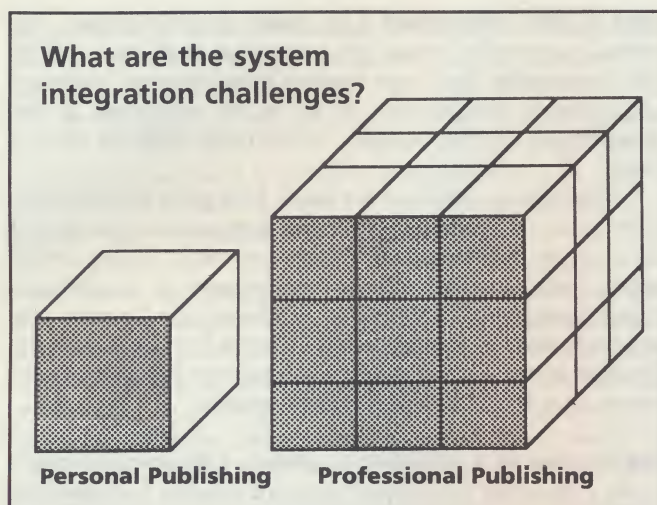 What are the system
integration challenges?
Personal Publishing
Professional Publishing